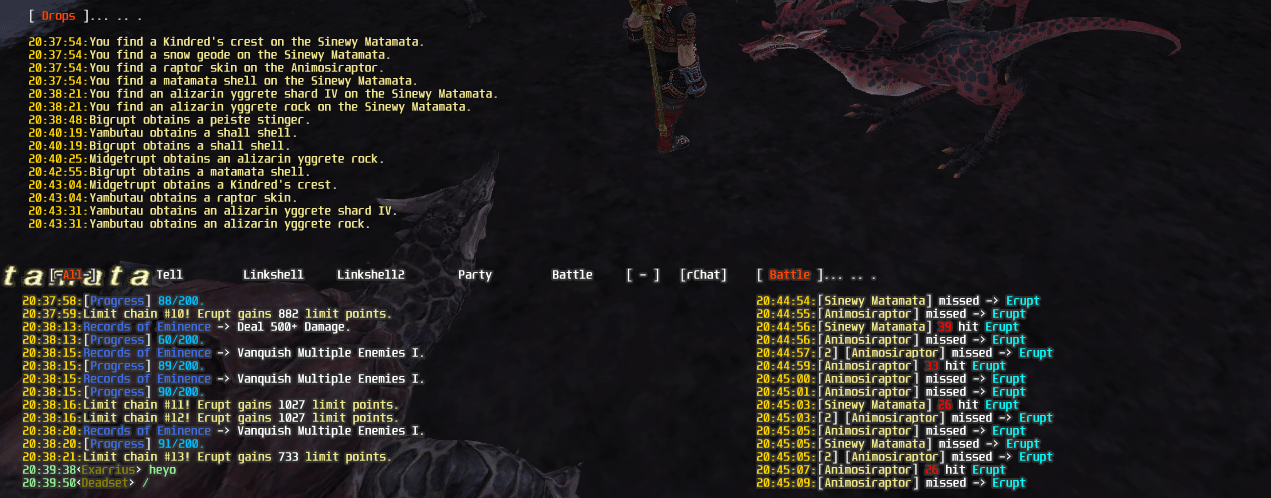 [ Drops ]... .. .
20:37:54:You find a Kindred's crest on the Sinewy Matamata.
20:37:54:You find a snow geode on the Sinewy Matamata.
20:37:54:You find a raptor skin on the Animosiraptor.
20:37:54:You find a matamata shell on the Sinewy Matamata.
20:38:21:You find an alizarin yggrete shard IV on the Sinewy Matamata.
20:38:21:You find an alizarin yggrete rock on the Sinewy Matamata.
20:38:48:Bigrupt obtains a peiste stinger.
20:40:19:Yambutau obtains a shall shell.
20:40:19:Bigrupt obtains a shall shell.
20:40:25:Midgetrupt obtains an alizarin yggrete rock.
20:42:55:Bigrupt obtains a matamata shell.
20:43:04:Midgetrupt obtains a Kindred's crest.
20:43:04:Yambutau obtains a raptor skin.
20:43:31:Yambutau obtains an alizarin yggrete shard IV.
20:43:31:Yambutau obtains an alizarin yggrete rock.
[ All ] Tell Linkshell Linkshell2 Party Battle [ - ] [rChat]
20:37:58:[Progress] 88/200.
20:37:59:Limit chain #10! Erupt gains 882 limit points.
20:38:13:Records of Eminence -> Deal 500+ Damage.
20:38:13:[Progress] 60/200.
20:38:15:Records of Eminence -> Vanquish Multiple Enemies I.
20:38:15:[Progress] 89/200.
20:38:15:Records of Eminence -> Vanquish Multiple Enemies I.
20:38:15:[Progress] 90/200.
20:38:16:Limit chain #11! Erupt gains 1027 limit points.
20:38:16:Limit chain #12! Erupt gains 1027 limit points.
20:38:20:Records of Eminence -> Vanquish Multiple Enemies I.
20:38:20:[Progress] 91/200.
20:38:21:Limit chain #13! Erupt gains 733 limit points.
20:39:38<Exarrius> heyo
20:39:50<Deadset> /
[ Battle ]... .. .
20:44:54:[Sinewy Matamata] missed -> Erupt
20:44:55:[Animosiraptor] missed -> Erupt
20:44:56:[Sinewy Matamata] 39 hit Erupt
20:44:56:[Animosiraptor] missed -> Erupt
20:44:57:[2] [Animosiraptor] missed -> Erupt
20:44:59:[Animosiraptor] 33 hit Erupt
20:45:00:[Animosiraptor] missed -> Erupt
20:45:01:[Animosiraptor] missed -> Erupt
20:45:03:[Sinewy Matamata] 26 hit Erupt
20:45:03:[2] [Animosiraptor] missed -> Erupt
20:45:05:[Animosiraptor] missed -> Erupt
20:45:05:[Sinewy Matamata] missed -> Erupt
20:45:05:[2] [Animosiraptor] missed -> Erupt
20:45:07:[Animosiraptor] 26 hit Erupt
20:45:09:[Animosiraptor] missed -> Erupt